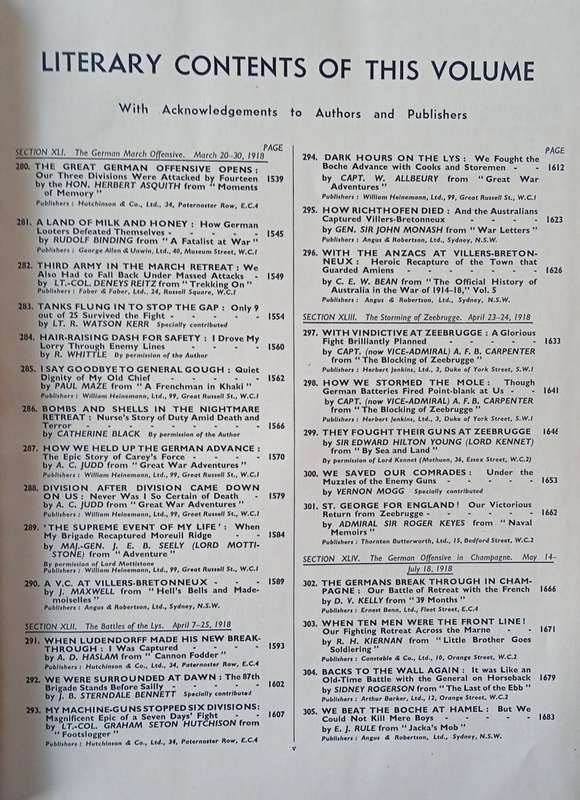 LITERARY CONTENTS OF THIS VOLUME
With Acknowledgements to Authors and Publishers
PAGE
SECTION XLI. The German March Offensive. March 20–30, 1918
280. THE GREAT GERMAN OFFENSIVE OPENS :
Our Three Divisions Were Attacked by Fourteen 1539
by the HON. HERBERT ASQUITH from "Moments
of Memory"
Publishers : Hutchinson & Co., Ltd., 34, Paternoster Row, E.C.4
281. A LAND OF MILK AND HONEY : How German
Looters Defeated Themselves - - - - - 1545
by RUDOLF BINDING from "A Fatalist at War"
Publishers : George Allen & Unwin, Ltd., 40, Museum Street, W.C.1
282. THIRD ARMY IN THE MARCH RETREAT : We
Also Had to Fall Back Under Massed Attacks - 1549
by LT.-COL. DENEYS REITZ from "Trekking On"
Publishers : Faber & Faber, Ltd., 24, Russell Square, W.C.1
283. TANKS FLUNG IN TO STOP THE GAP : Only 9
out of 25 Survived the Fight - - - - - 1554
by LT. R. WATSON KERR Specially contributed
284. HAIR-RAISING DASH FOR SAFETY : I Drove My
Lorry Through Enemy Lines - - - - - 1560
by R. WHITTLE By permission of the Author
285. I SAY GOODBYE TO GENERAL GOUGH : Quiet
Dignity of My Old Chief - - - - - 1562
by PAUL MAZE from "A Frenchman in Khaki"
Publishers : William Heinemann, Ltd., 99, Great Russell St., W.C.1
286. BOMBS AND SHELLS IN THE NIGHTMARE
RETREAT : Nurse's Story of Duty Amid Death and
Terror - - - - - - - - 1566
by CATHERINE BLACK By permission of the Author
287. HOW WE HELD UP THE GERMAN ADVANCE :
The Epic Story of Carey's Force - - - - 1570
by A. C. JUDD from "Great War Adventures"
Publishers : William Heinemann, Ltd., 99, Great Russell St., W.C.1
288. DIVISION AFTER DIVISION CAME DOWN
ON US : Never Was I So Certain of Death - - 1579
by A. C. JUDD from "Great War Adventures"
Publishers : William Heinemann, Ltd., 99, Great Russell St., W.C.1
289. 'THE SUPREME EVENT OF MY LIFE' : When
My Brigade Recaptured Moreuil Ridge - - - 1584
by MAJ.-GEN. J. E. B. SEELY (LORD MOTTI-
STONE) from "Adventure"
By permission of Lord Mottistone
Publishers : William Heinemann, Ltd., 99, Great Russell St., W.C.1
290. A V.C. AT VILLERS-BRETONNEUX - - - 1589
by J. MAXWELL from "Hell's Bells and Made-
moiselles"
Publishers : Angus & Robertson, Ltd., Sydney, N.S.W.
SECTION XLII. The Battles of the Lys. April 7–25, 1918
291. WHEN LUDENDORFF MADE HIS NEW BREAK-
THROUGH : I Was Captured - - - - 1593
by A. D. HASLAM from "Cannon Fodder"
Publishers : Hutchinson & Co., Ltd., 34, Paternoster Row, E.C.4
292. WE WERE SURROUNDED AT DAWN : The 87th
Brigade Stands Before Sailly - - - - - 1602
by J. B. STERNDALE BENNETT Specially contributed
293. MY MACHINE-GUNS STOPPED SIX DIVISIONS :
Magnificent Epic of a Seven Days' Fight - - 1607
by LT.-COL. GRAHAM SETON HUTCHISON from
"Footslogger"
Publishers : Hutchinson & Co., Ltd., 34, Paternoster Row, E.C.4
PAGE
294. DARK HOURS ON THE LYS : We Fought the
Boche Advance with Cooks and Storemen - - 1612
by CAPT. W. ALLBEURY from "Great War
Adventures"
Publishers : William Heinemann, Ltd., 99, Great Russell St., W.C.1
295. HOW RICHTHOFEN DIED : And the Australians
Captured Villers-Bretonneux - - - - - 1623
by GEN. SIR JOHN MONASH from "War Letters"
Publishers : Angus & Robertson, Ltd., Sydney, N.S.W.
296. WITH THE ANZACS AT VILLERS-BRETON-
NEUX : Heroic Recapture of the Town that
Guarded Amiens - - - - - - - 1626
by C. E. W. BEAN from "The Official History of
Australia in the War of 1914-18," Vol. 5
Publishers : Angus & Robertson, Ltd., Sydney, N.S.W.
SECTION XLIII. The Storming of Zeebrugge. April 23–24, 1918
297. WITH VINDICTIVE AT ZEEBRUGGE : A Glorious
Fight Brilliantly Planned - - - - - 1633
by CAPT. (now VICE-ADMIRAL) A. F. B. CARPENTER
from "The Blocking of Zeebrugge"
Publishers : Herbert Jenkins, Ltd., 3, Duke of York Street, S.W.1
298. HOW WE STORMED THE MOLE : Though
German Batteries Fired Point-blank at Us - - 1641
by CAPT. (now VICE-ADMIRAL) A. F. B. CARPENTER
from "The Blocking of Zeebrugge"
Publishers : Herbert Jenkins, Ltd., 3, Duke of York Street, S.W.1
299. THEY FOUGHT THEIR GUNS AT ZEEBRUGGE 1646
by SIR EDWARD HILTON YOUNG (LORD KENNET)
from "By Sea and Land"
By permission of Lord Kennet (Methuen, 36, Essex Street, W.C.2)
300. WE SAVED OUR COMRADES : Under the
Muzzles of the Enemy Guns - - - - - 1653
by VERNON MOGG Specially contributed
301. ST. GEORGE FOR ENGLAND! Our Victorious
Return from Zeebrugge - - - - - - 1662
by ADMIRAL SIR ROGER KEYES from "Naval
Memoirs"
Publishers : Thornton Butterworth, Ltd., 15, Bedford Street, W.C.2
SECTION XLIV. The German Offensive in Champagne. May 14–
July 18, 1918
302. THE GERMANS BREAK THROUGH IN CHAM-
PAGNE : Our Battle of Retreat with the French 1666
by D. V. KELLY from "39 Months"
Publishers : Ernest Benn, Ltd., Fleet Street, E.C.4
303. WHEN TEN MEN WERE THE FRONT LINE!
Our Fighting Retreat Across the Marne - - 1671
by R. H. KIERNAN from "Little Brother Goes
Soldiering"
Publishers : Constable & Co., Ltd., 10, Orange Street, W.C.2
304. BACKS TO THE WALL AGAIN : It was Like an
Old-Time Battle with the General on Horseback 1679
by SIDNEY ROGERSON from "The Last of the Ebb"
Publishers : Arthur Barker, Ltd., 12, Orange Street, W.C.2
305. WE BEAT THE BOCHE AT HAMEL : But We
Could Not Kill Mere Boys - - - - - 1683
by E. J. RULE from "Jacka's Mob"
Publishers : Angus & Robertson, Ltd., Sydney, N.S.W.
v